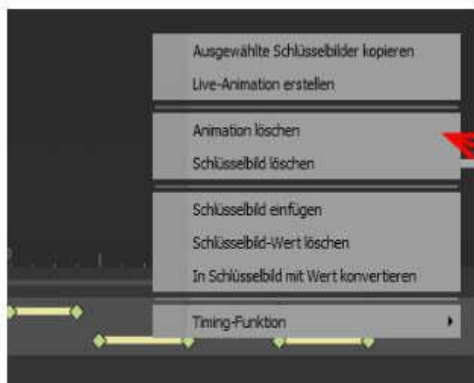 Ausgewählte Schlüsselbilder kopieren
Live-Animation erstellen
Animation löschen
Schlüsselbild löschen
Schlüsselbild einfügen
Schlüsselbild-Wert löschen
In Schlüsselbild mit Wert konvertieren
Timing-Funktion